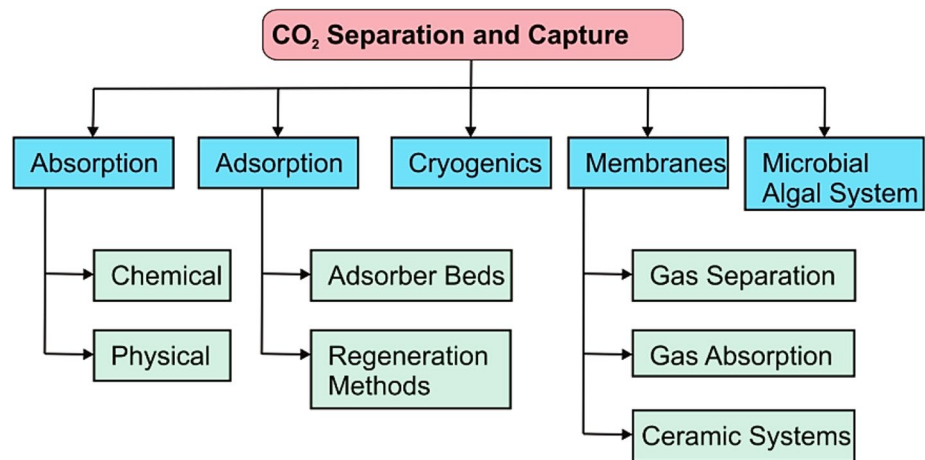 CO₂ Separation and Capture
Absorption
Adsorption
Cryogenics
Membranes
Microbial
Algal System
Chemical
Physical
Adsorber Beds
Regeneration
Methods
Gas Separation
Gas Absorption
Ceramic Systems